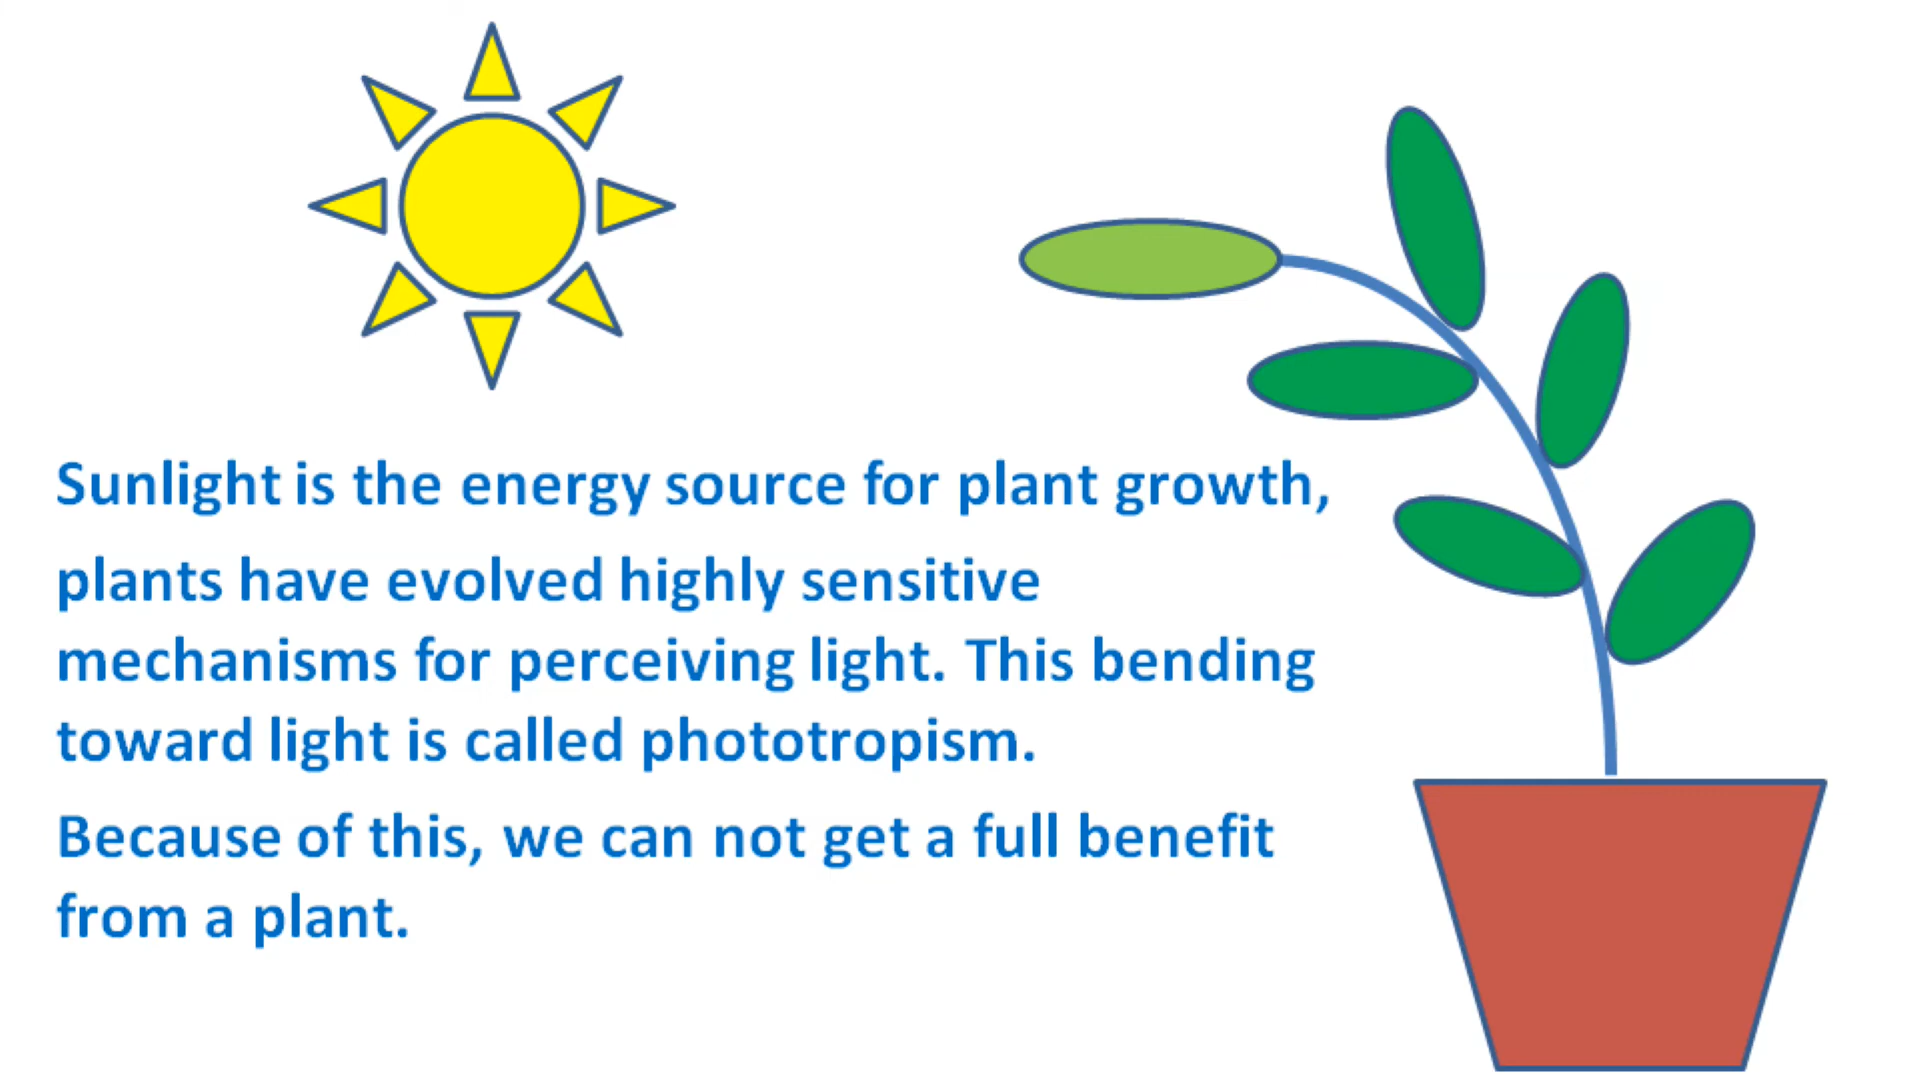 Sunlight is the energy source for plant growth,
plants have evolved highly sensitive
mechanisms for perceiving light. This bending
toward light is called phototropism.
Because of this, we can not get a full benefit
from a plant.